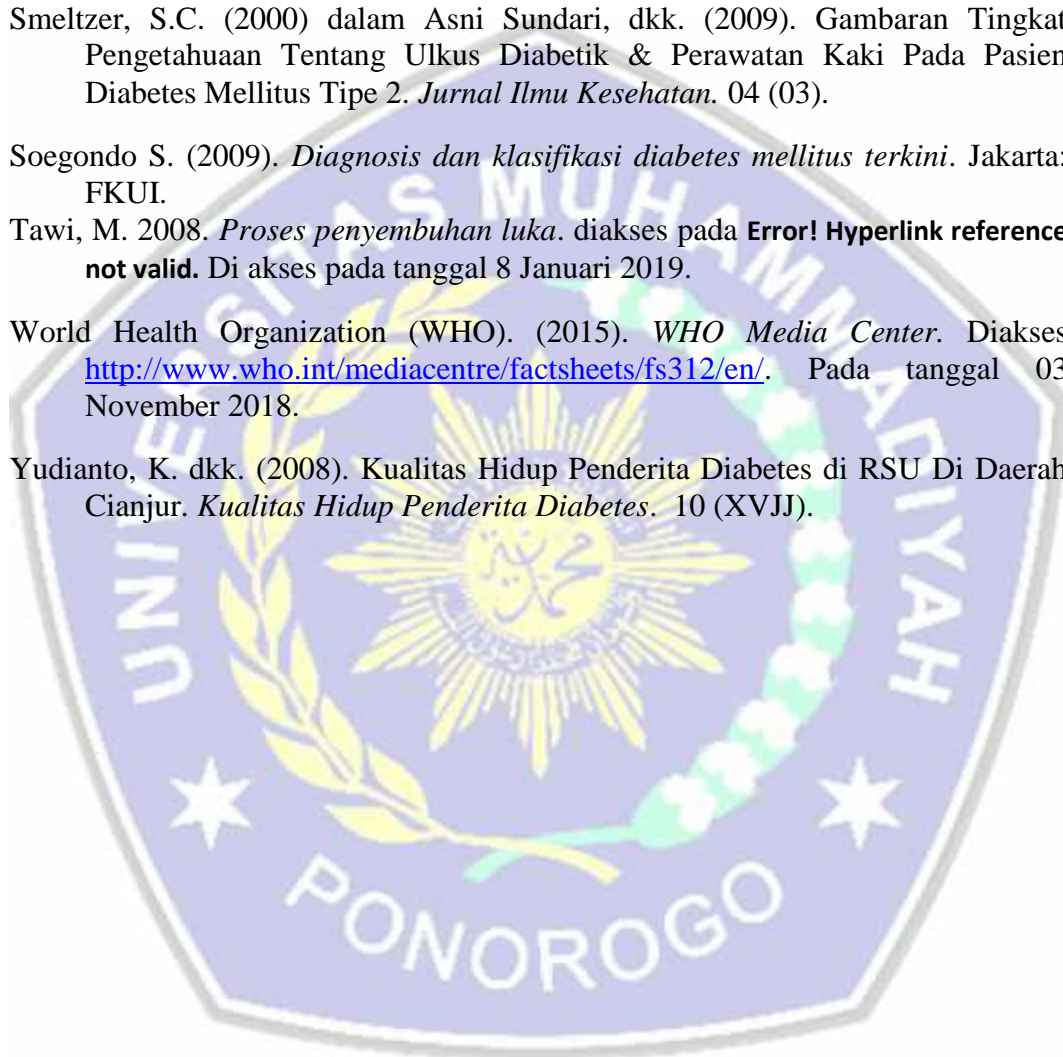 Smeltzer, S.C. (2000) dalam Asni Sundari, dkk. (2009). Gambaran Tingkat
Pengetahuaan Tentang Ulkus Diabetik & Perawatan Kaki Pada Pasien
Diabetes Mellitus Tipe 2. Jurnal Ilmu Kesehatan. 04 (03).
Soegondo S. (2009). Diagnosis dan klasifikasi diabetes mellitus terkini. Jakarta:
FKUI.
Tawi, M. 2008. Proses penyembuhan luka. diakses pada Error! Hyperlink reference
not valid. Di akses pada tanggal 8 Januari 2019.
World Health Organization (WHO). (2015). WHO Media Center. Diakses
http://www.who.int/mediacentre/factsheets/fs312/en/. Pada tanggal 03
November 2018.
Yudianto, K. dkk. (2008). Kualitas Hidup Penderita Diabetes di RSU Di Daerah
Cianjur. Kualitas Hidup Penderita Diabetes. 10 (XVJJ).
UNIVERSITAS MUHAMMADIYAH
PONOROGO